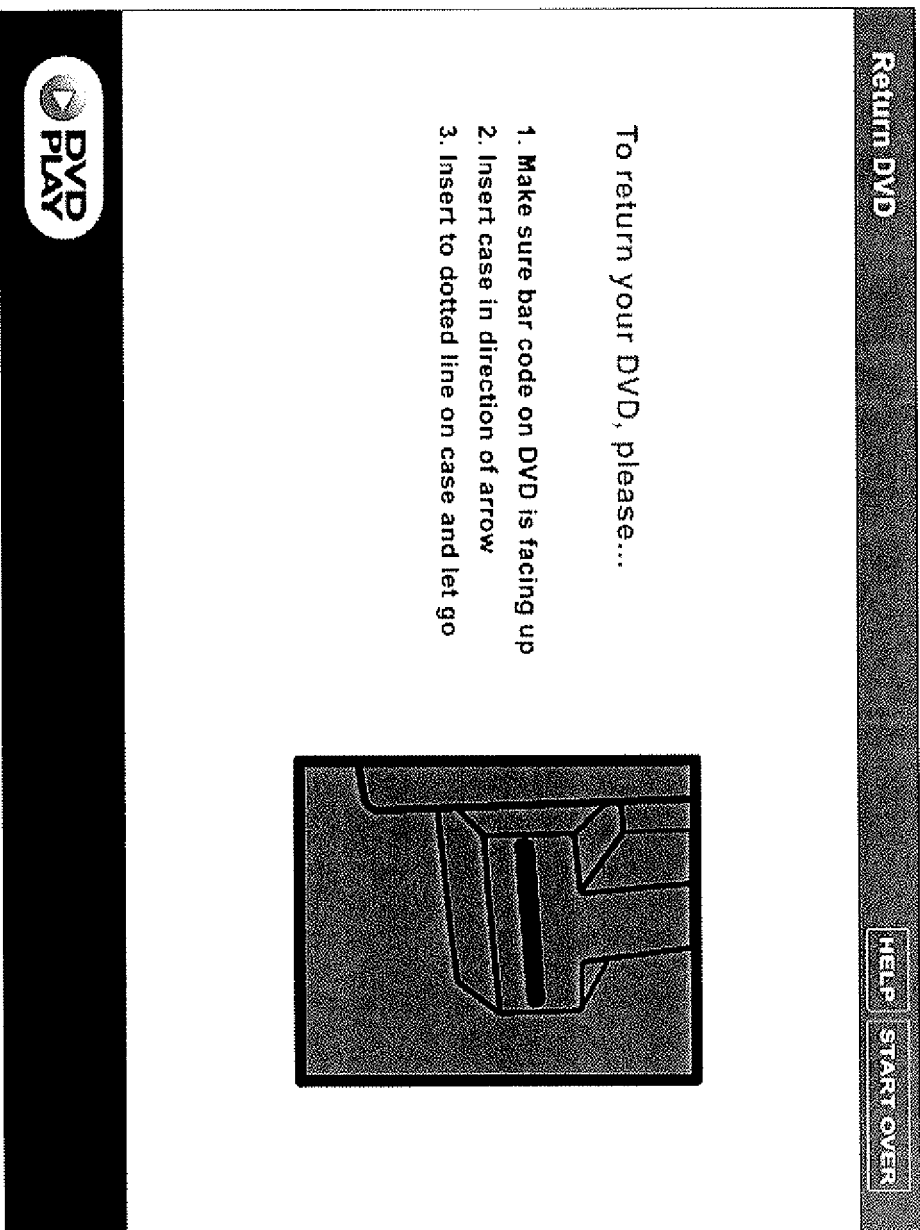 Return DVD
HELP START OVER
To return your DVD, please...
1. Make sure bar code on DVD is facing up
2. Insert case in direction of arrow
3. Insert to dotted line on case and let go
DVD
PLAY